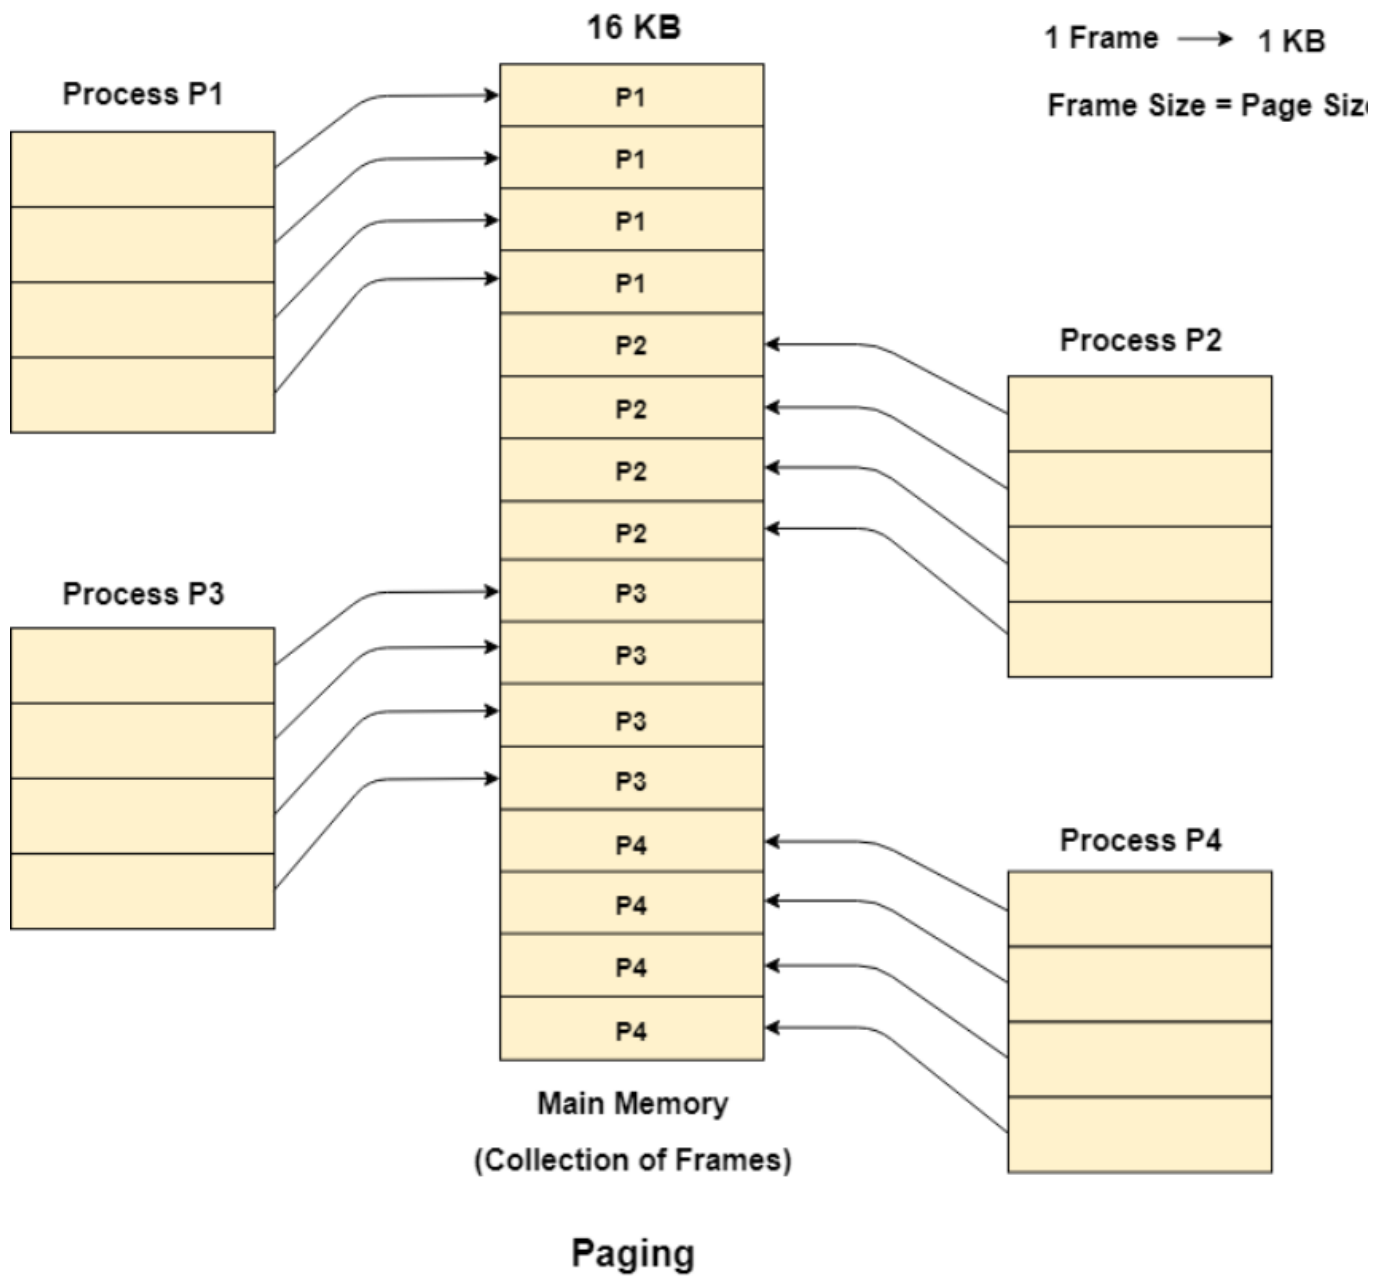 16 KB
1 Frame → 1 KB
Frame Size = Page Siz
Process P1
P1
P1
P1
P1
Process P2
P2
P2
P2
P2
Process P3
P3
P3
P3
P3
Process P4
P4
P4
P4
P4
Main Memory
(Collection of Frames)
Paging